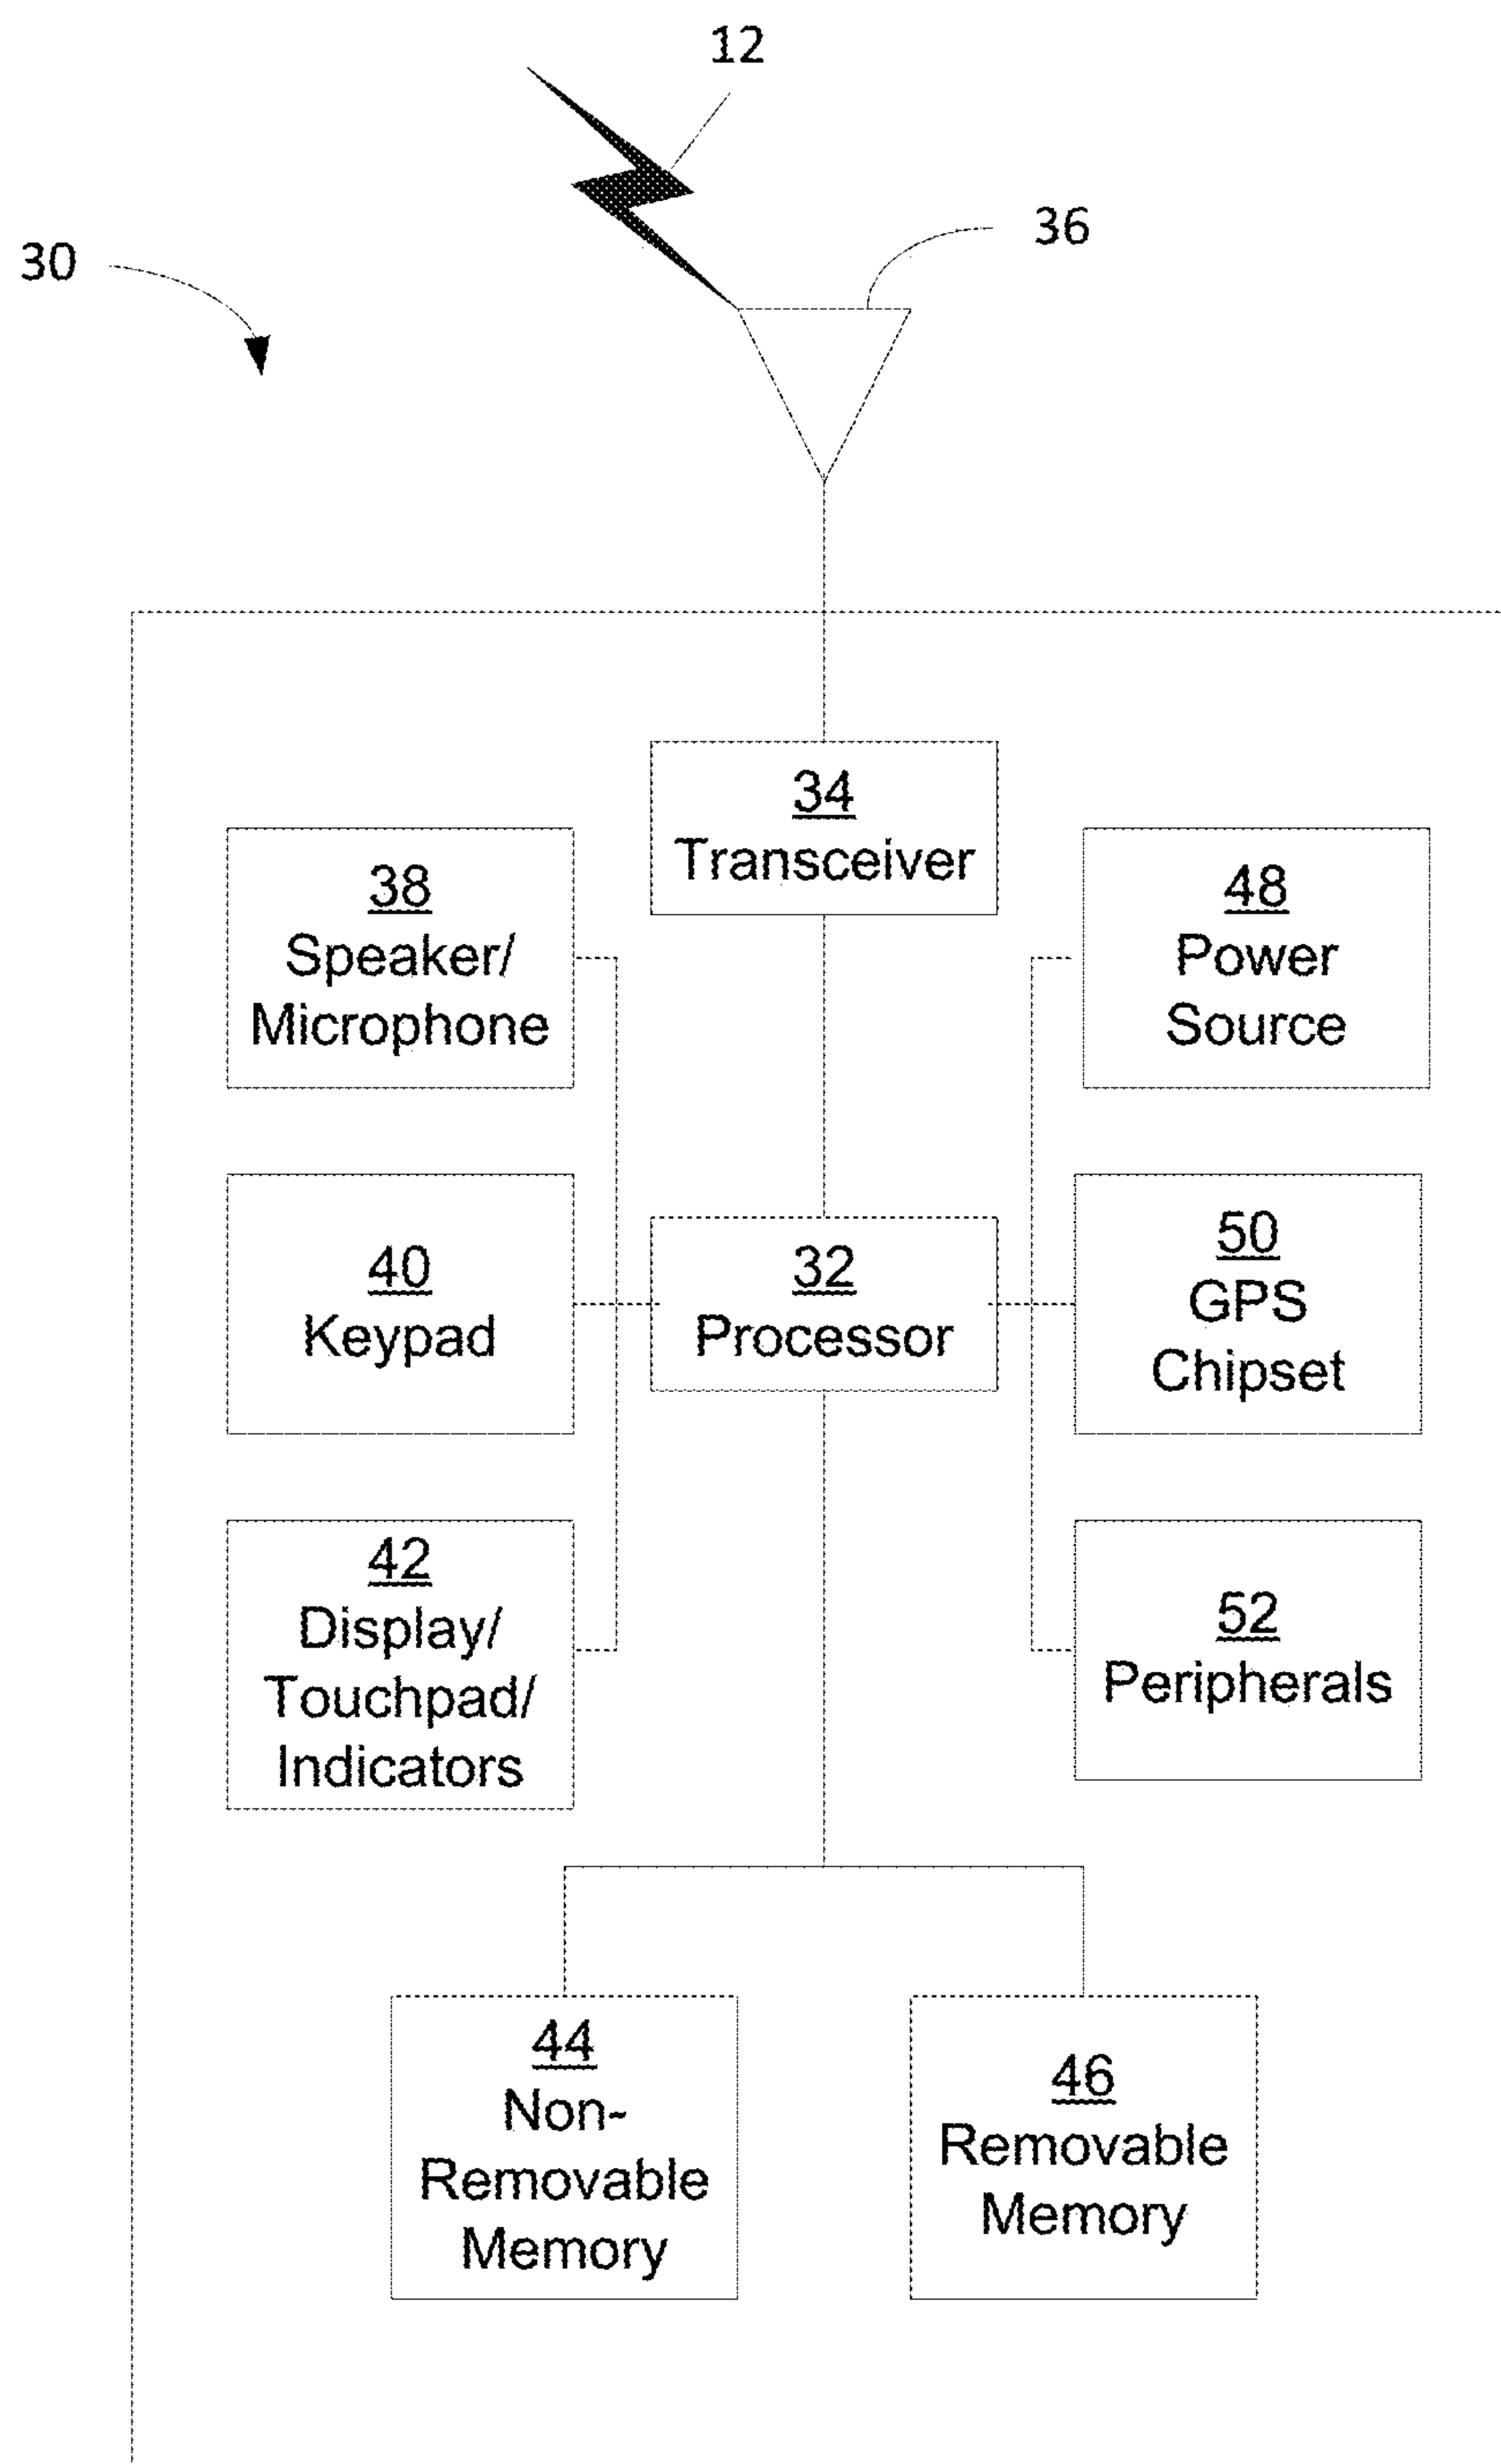 12
36
30
34
Transceiver
38
Speaker/
Microphone
48
Power
Source
40
Keypad
32
Processor
50
GPS
Chipset
42
Display/
Touchpad/
Indicators
52
Peripherals
44
Non-
Removable
Memory
46
Removable
Memory